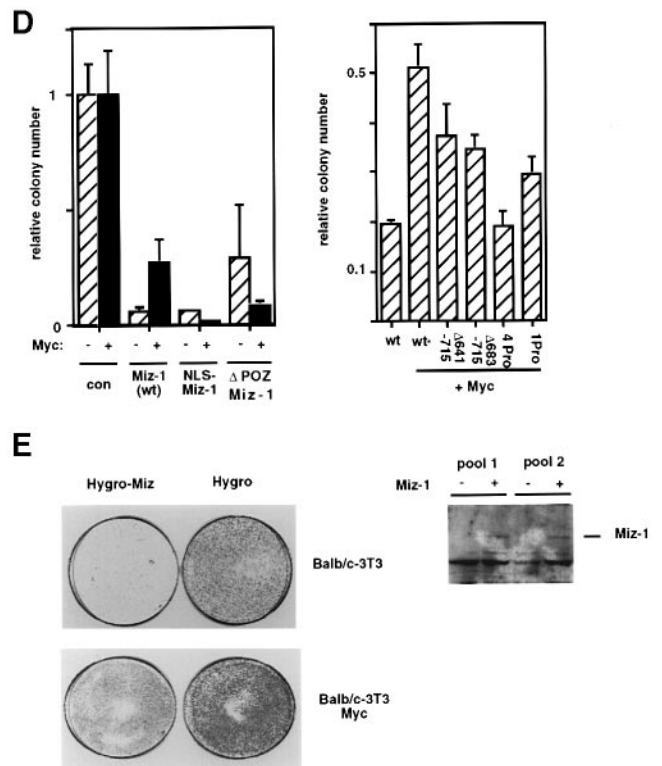 D
relative colony number
1
0
Myc: - + - + - + - +
con
Miz-1 (wt)
NLS-Miz-1
Δ POZ Miz-1
relative colony number
0.5
0.1
wt
wt-
Δ641-715
Δ683-715
4 Pro
1Pro
+ Myc
E
Hygro-Miz
Hygro
Balb/c-3T3
Balb/c-3T3
Myc
pool 1 pool 2
Miz-1 - + - +
Miz-1